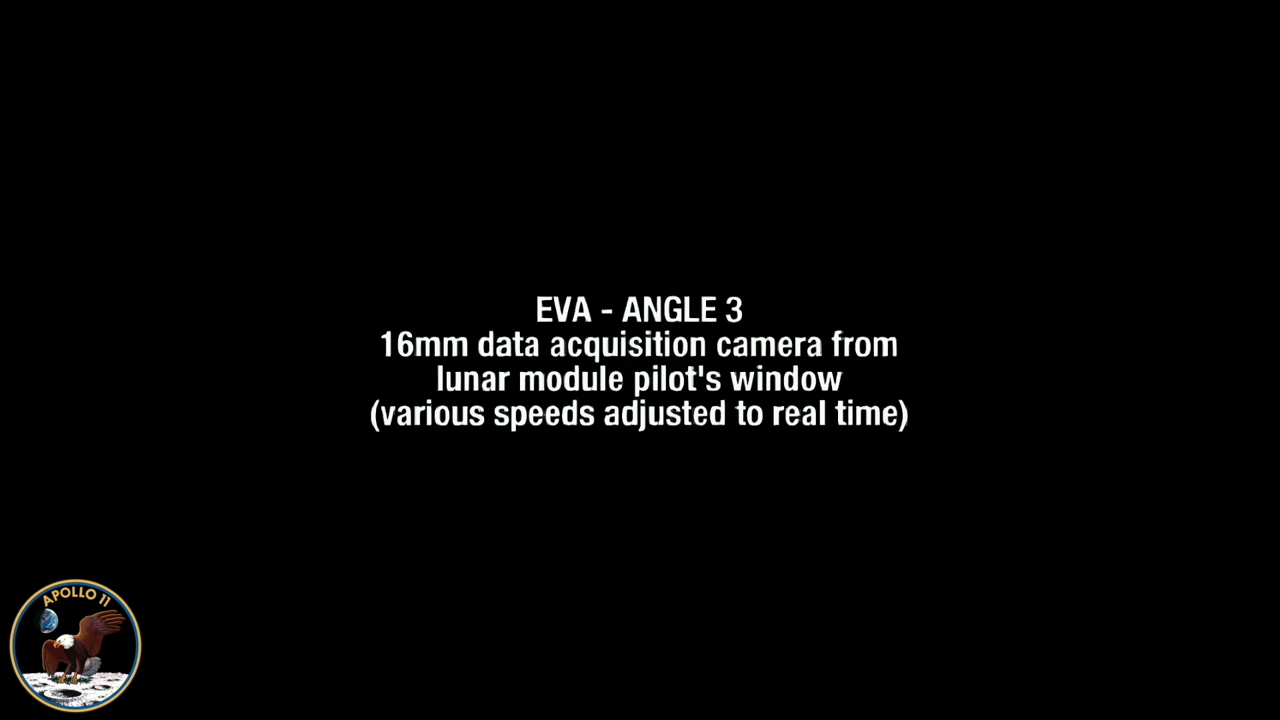 EVA - ANGLE 3
16mm data acquisition camera from
lunar module pilot's window
(various speeds adjusted to real time)
APOLLO 11